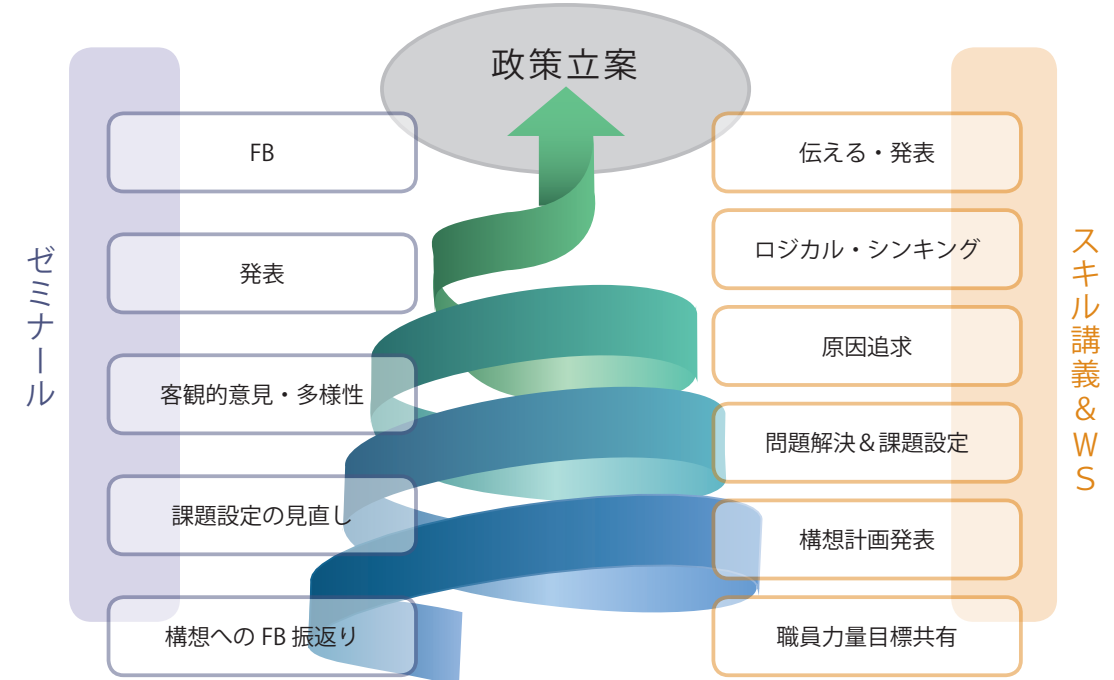 政策立案
ゼミナール
FB
発表
客観的意見・多様性
課題設定の見直し
構想への FB 振返り
伝える・発表
ロジカル・シンキング
原因追求
問題解決&課題設定
構想計画発表
職員力量目標共有
スキル講義&WS